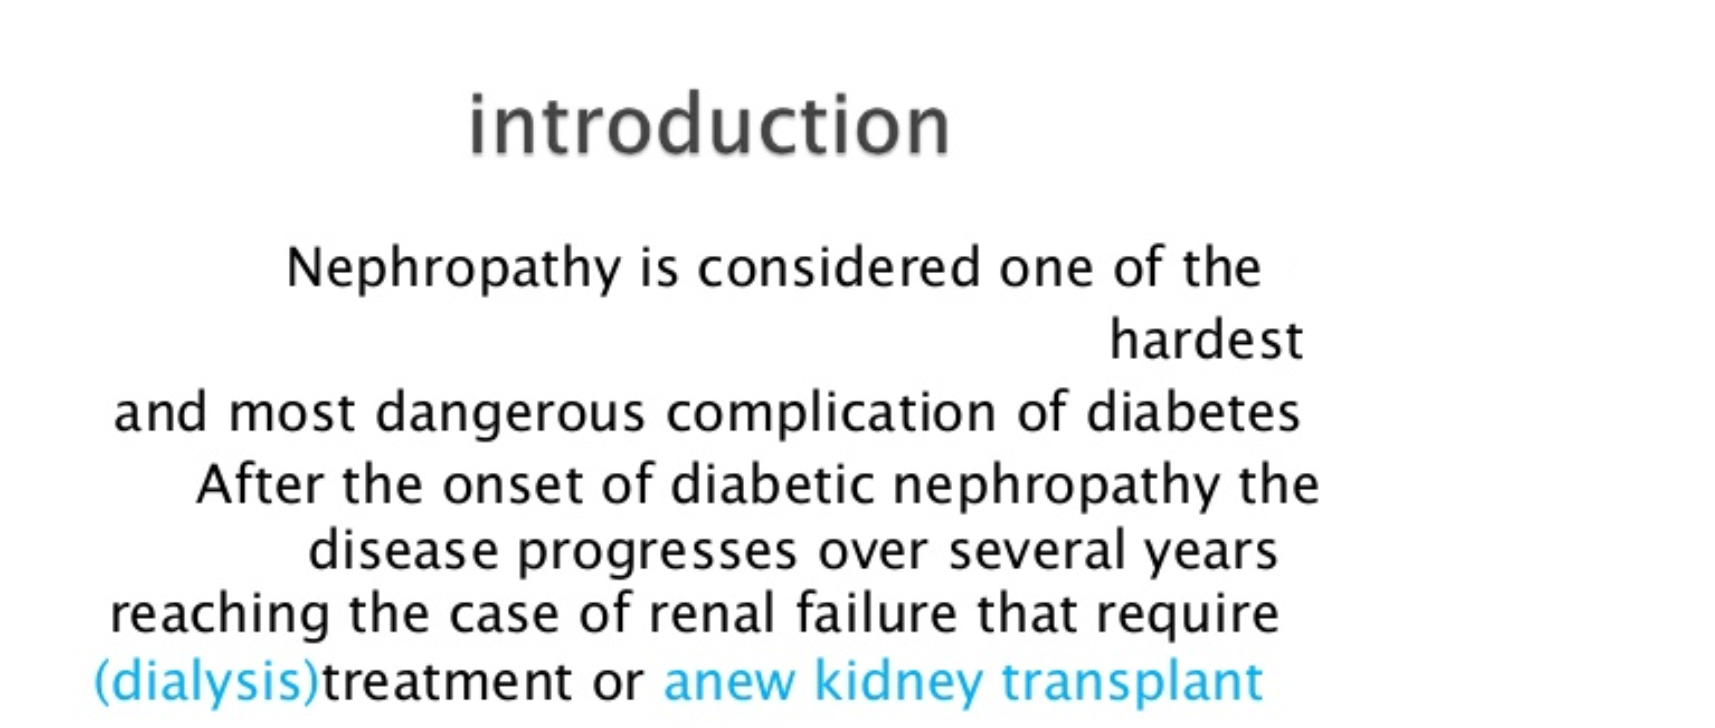 introduction
Nephropathy is considered one of the
hardest
and most dangerous complication of diabetes
After the onset of diabetic nephropathy the
disease progresses over several years
reaching the case of renal failure that require
(dialysis)treatment or anew kidney transplant